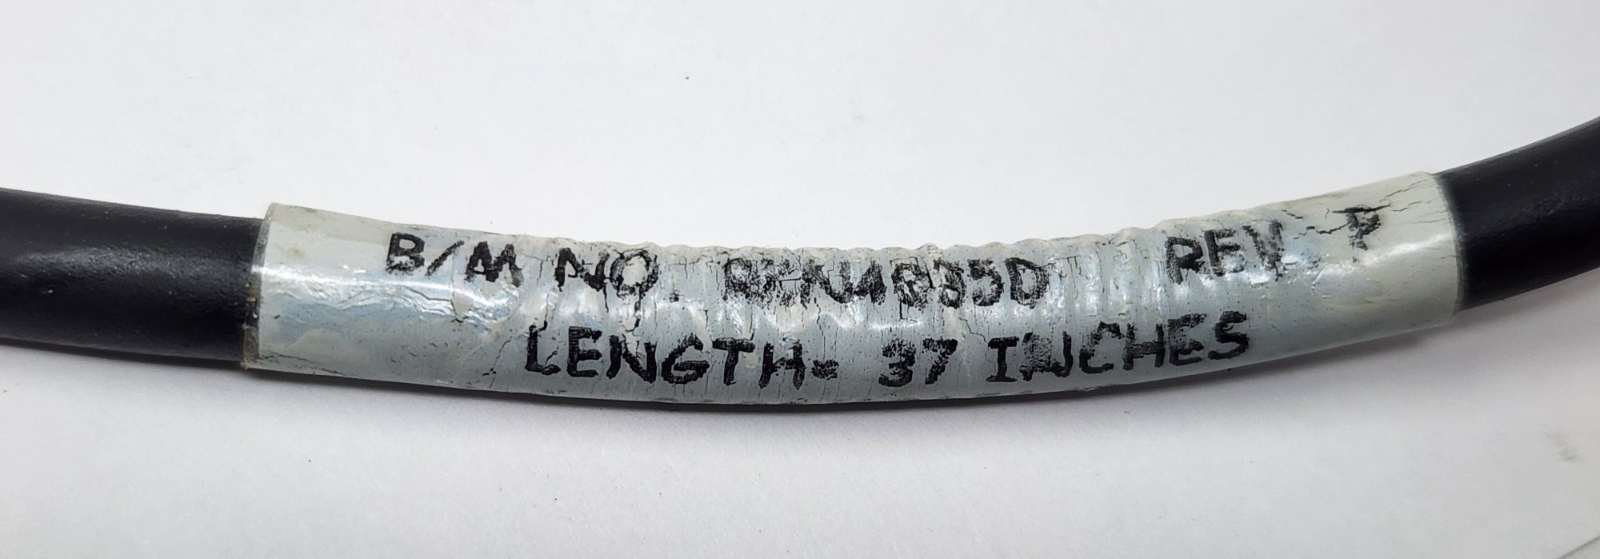 B/M NO. REV P
LENGTH= 37 INCHES